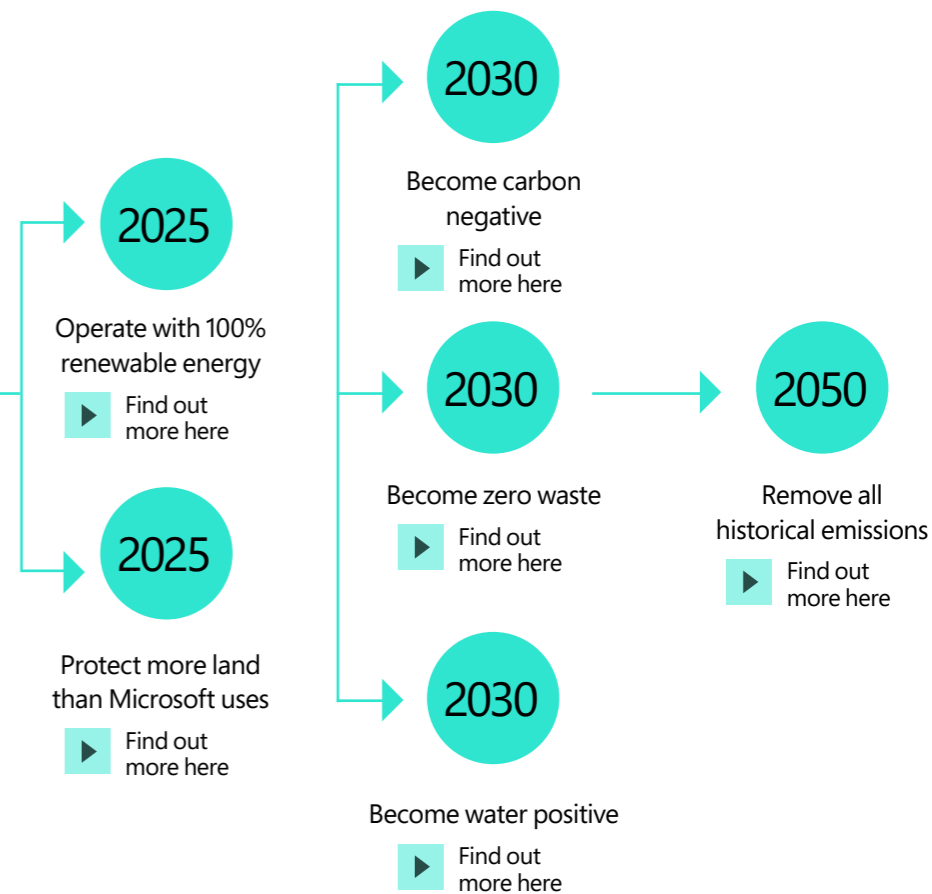 2025
Operate with 100%
renewable energy
Find out
more here
2025
Protect more land
than Microsoft uses
Find out
more here
2030
Become carbon
negative
Find out
more here
2030
Become zero waste
Find out
more here
2030
Become water positive
Find out
more here
2050
Remove all
historical emissions
Find out
more here